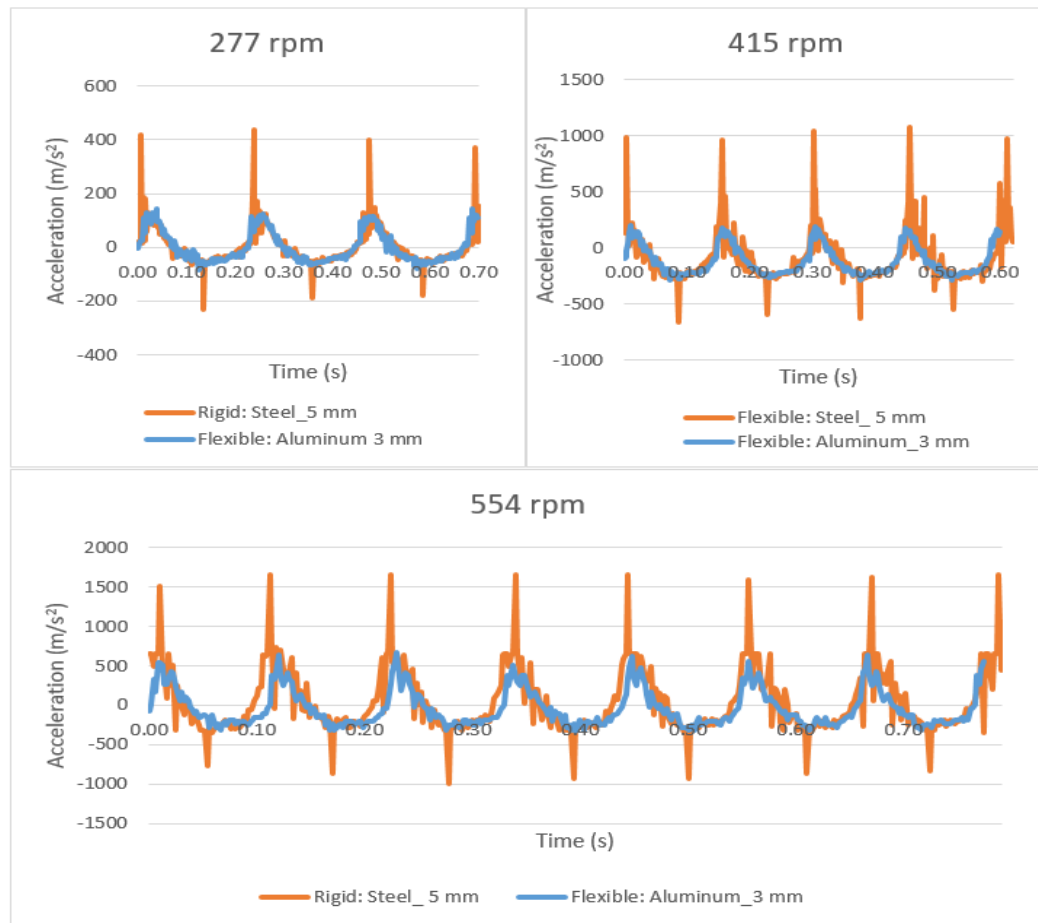 277 rpm
600
400
200
0
-200
-400
0.00 0.10 0.20 0.30 0.40 0.50 0.60 0.70
Acceleration (m/s²)
Time (s)
Rigid: Steel_5 mm
Flexible: Aluminum 3 mm
415 rpm
1500
1000
500
0
-500
-1000
0.00 0.10 0.20 0.30 0.40 0.50 0.60
Acceleration (m/s²)
Time (s)
Flexible: Steel_ 5 mm
Flexible: Aluminum_3 mm
554 rpm
2000
1500
1000
500
0
-500
-1000
-1500
0.00 0.10 0.20 0.30 0.40 0.50 0.60 0.70
Acceleration (m/s²)
Time (s)
Rigid: Steel_ 5 mm Flexible: Aluminum_3 mm